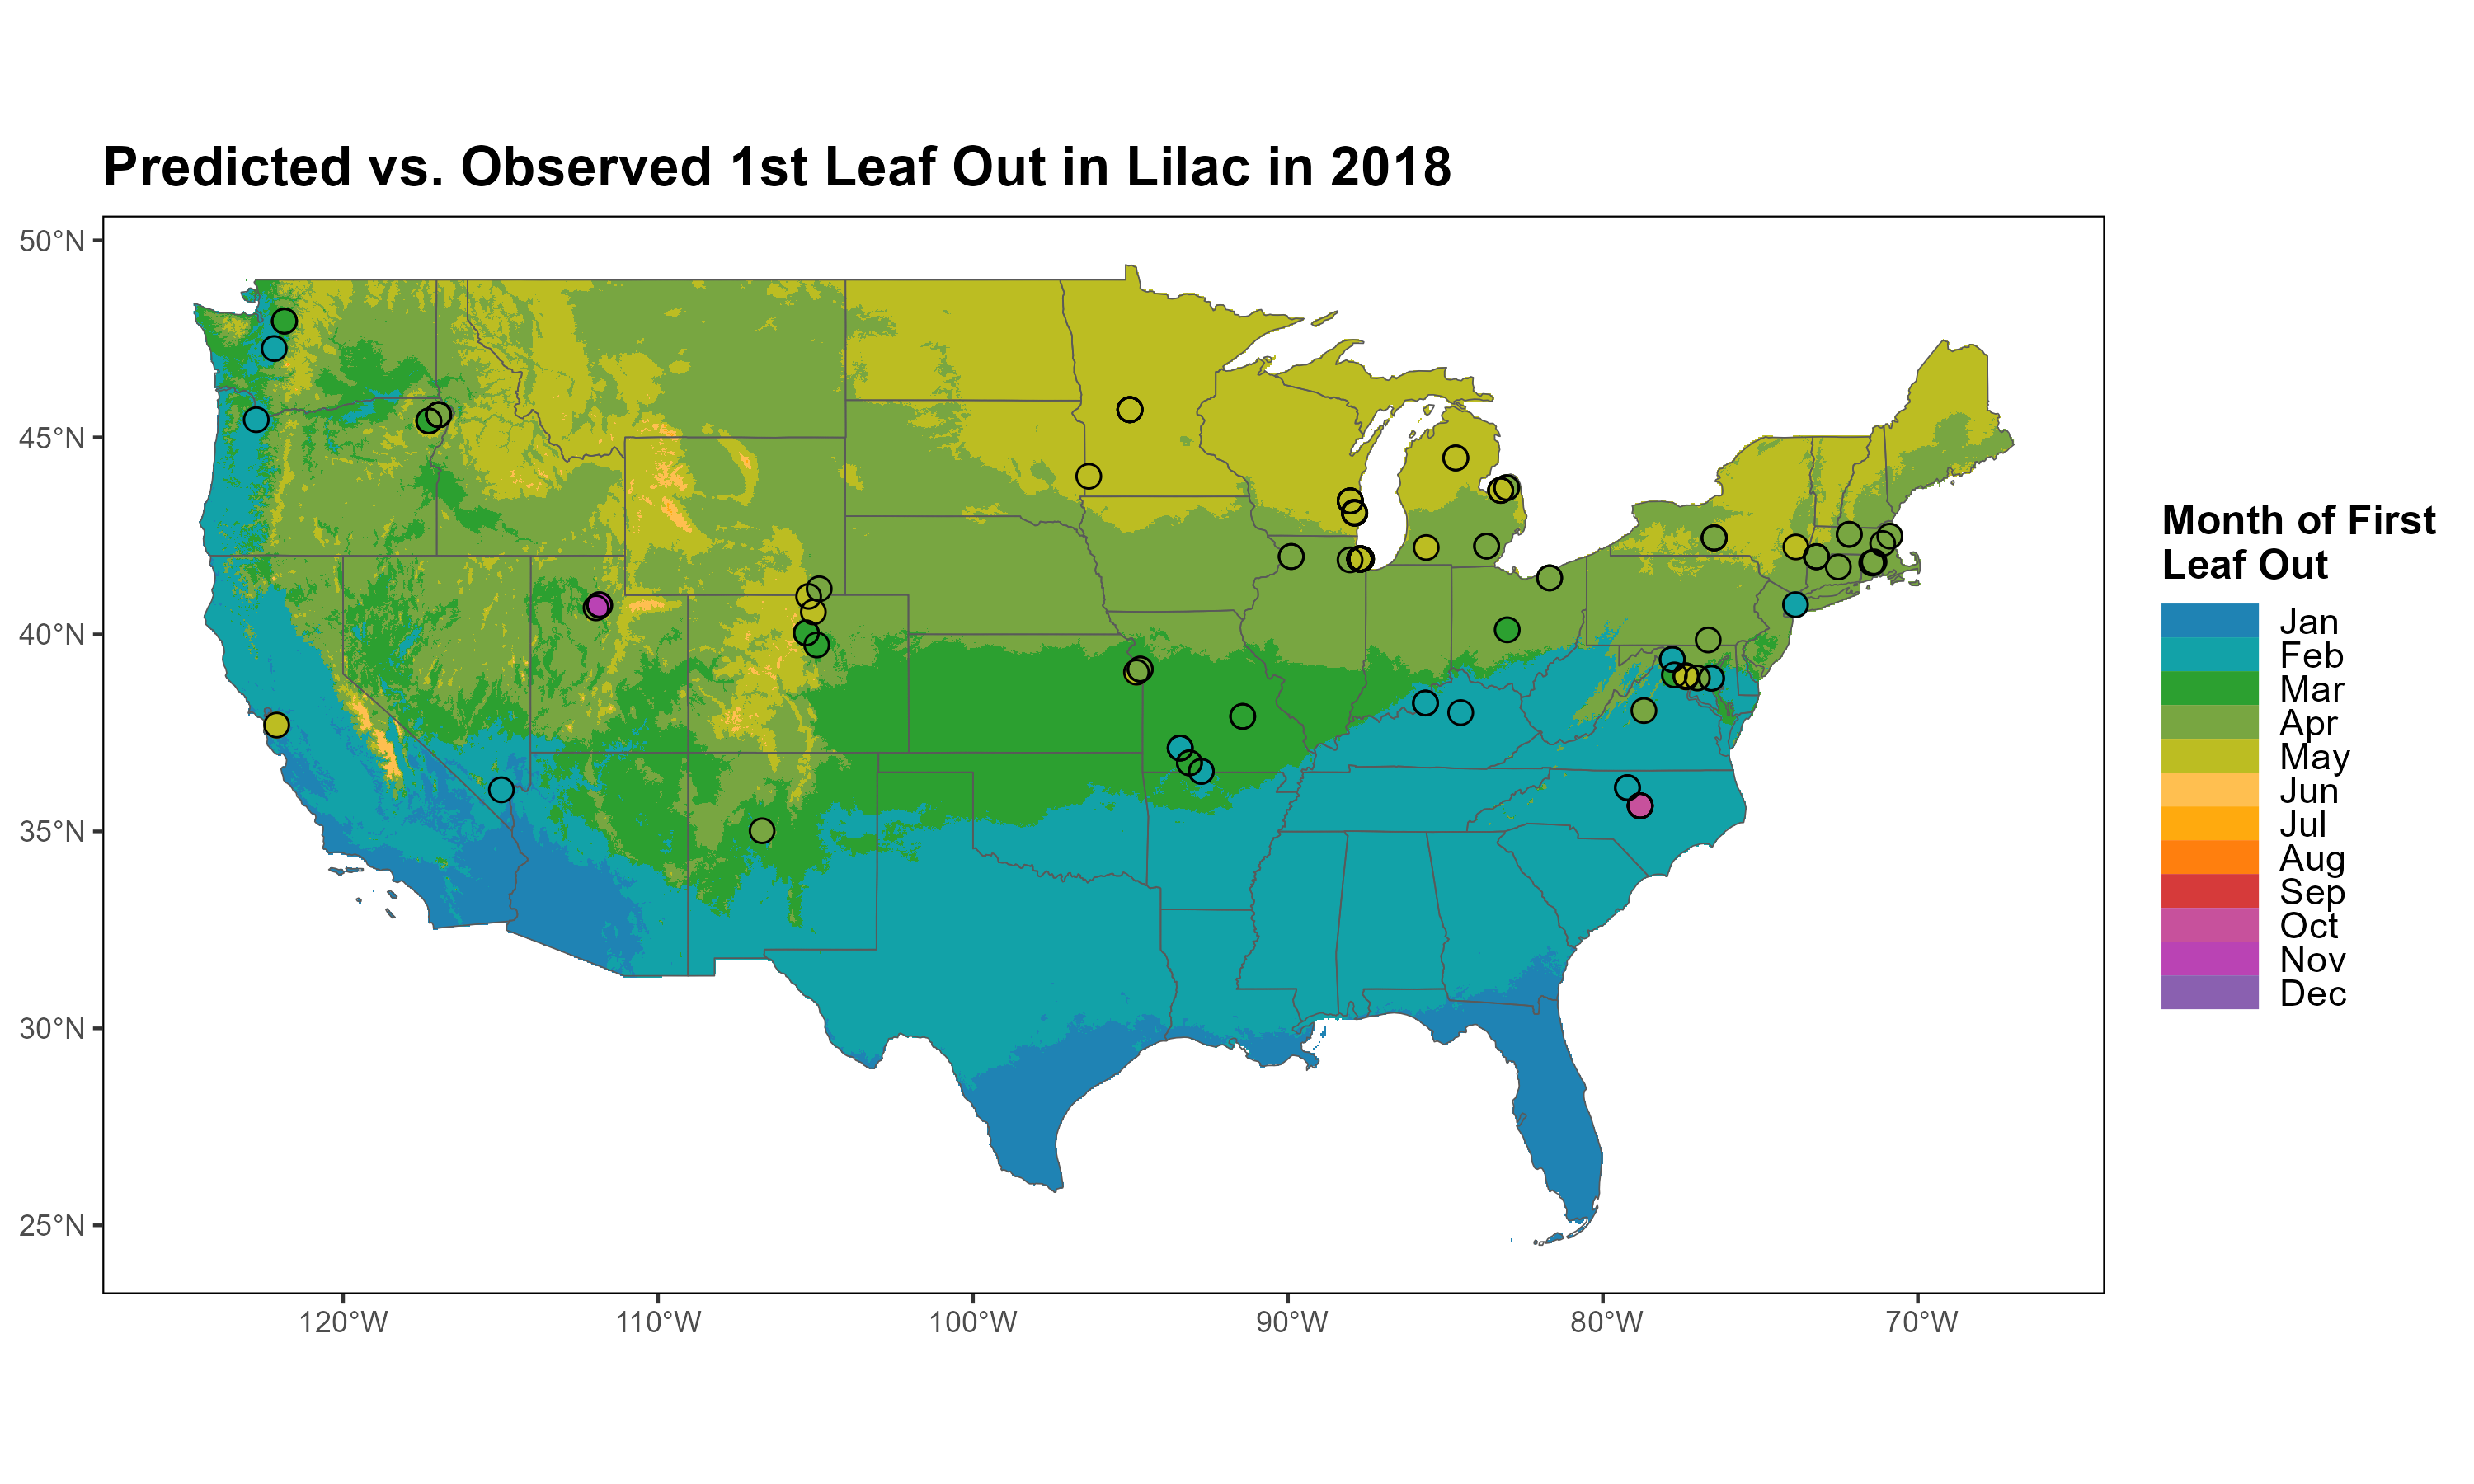 Predicted vs. Observed 1st Leaf Out in Lilac in 2018
50°N
45°N
40°N
35°N
30°N
25°N
120°W
110°W
100°W
90°W
80°W
70°W
Month of First
Leaf Out
Jan
Feb
Mar
Apr
May
Jun
Jul
Aug
Sep
Oct
Nov
Dec